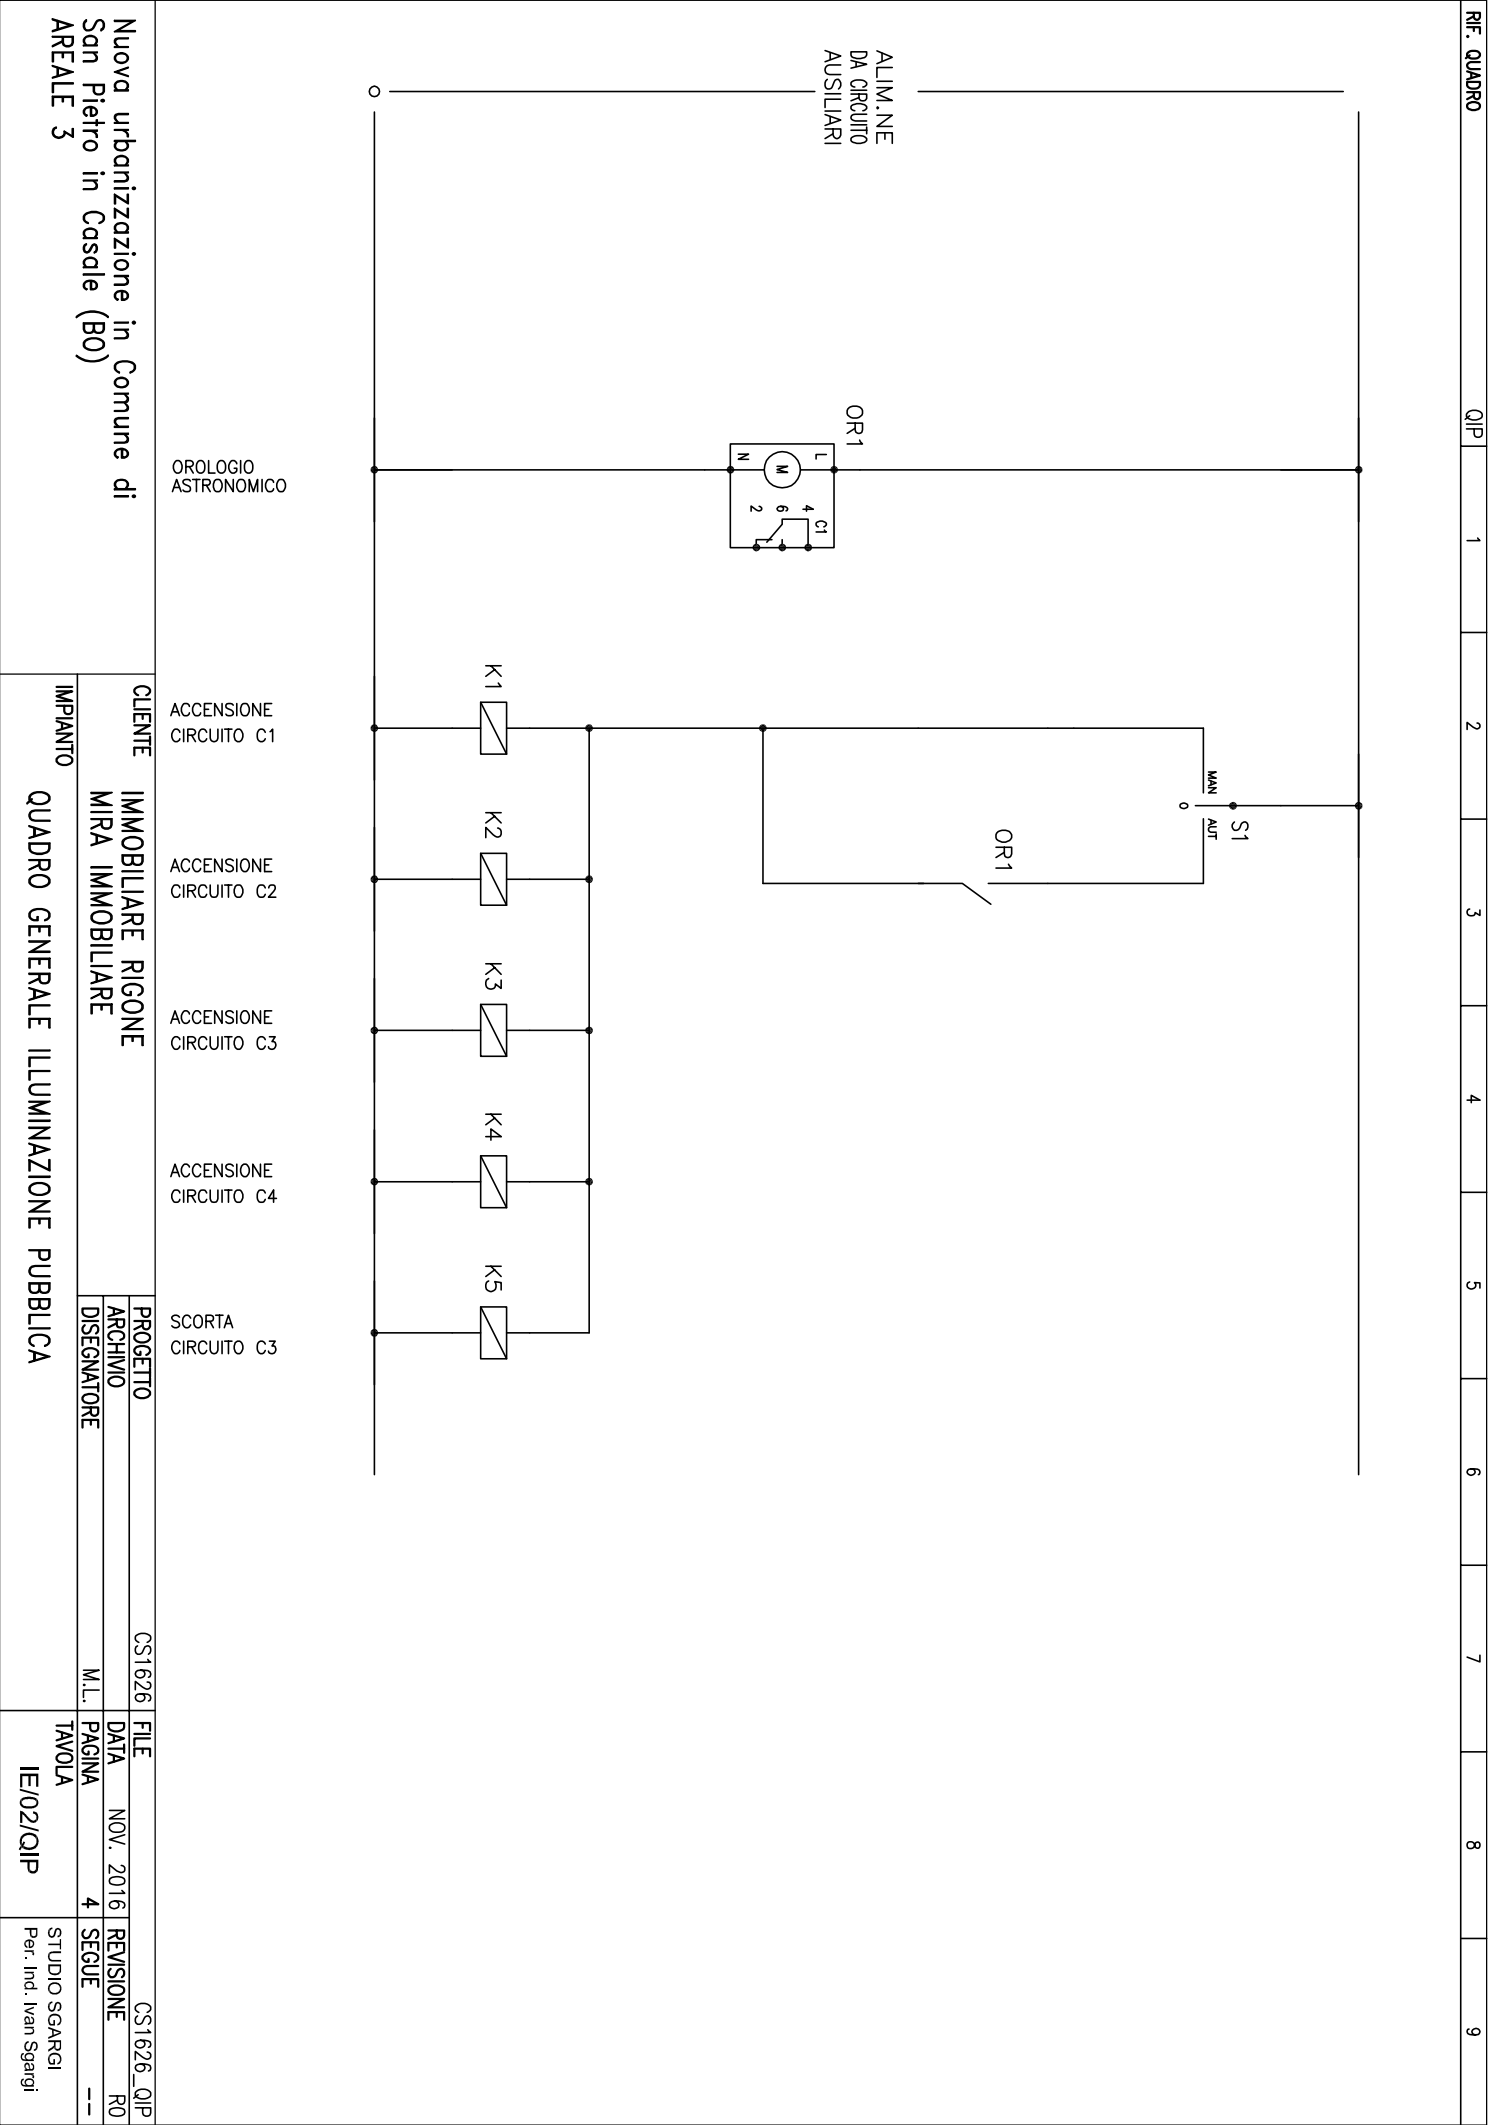 RIF. QUADRO
QIP
1
2
3
4
5
6
7
8
9
ALIM.NE
DA CIRCUITO
AUSILIARI
OR1
L
M
N
C1
4
6
2
S1
MAN
AUT
0
OR1
K1
K2
K3
K4
K5
OROLOGIO
ASTRONOMICO
ACCENSIONE
CIRCUITO C1
ACCENSIONE
CIRCUITO C2
ACCENSIONE
CIRCUITO C3
ACCENSIONE
CIRCUITO C4
SCORTA
CIRCUITO C3
Nuova urbanizzazione in Comune di
San Pietro in Casale (BO)
AREALE 3
CLIENTE
IMMOBILIARE RIGONE
MIRA IMMOBILIARE
IMPIANTO
QUADRO GENERALE ILLUMINAZIONE PUBBLICA
PROGETTO CS1626
ARCHIVIO
DISEGNATORE M.L.
FILE CS1626_QIP
DATA NOV. 2016
REVISIONE R0
PAGINA 4
SEGUE --
TAVOLA
IE/02/QIP
STUDIO SGARGI
Per. Ind. Ivan Sgargi